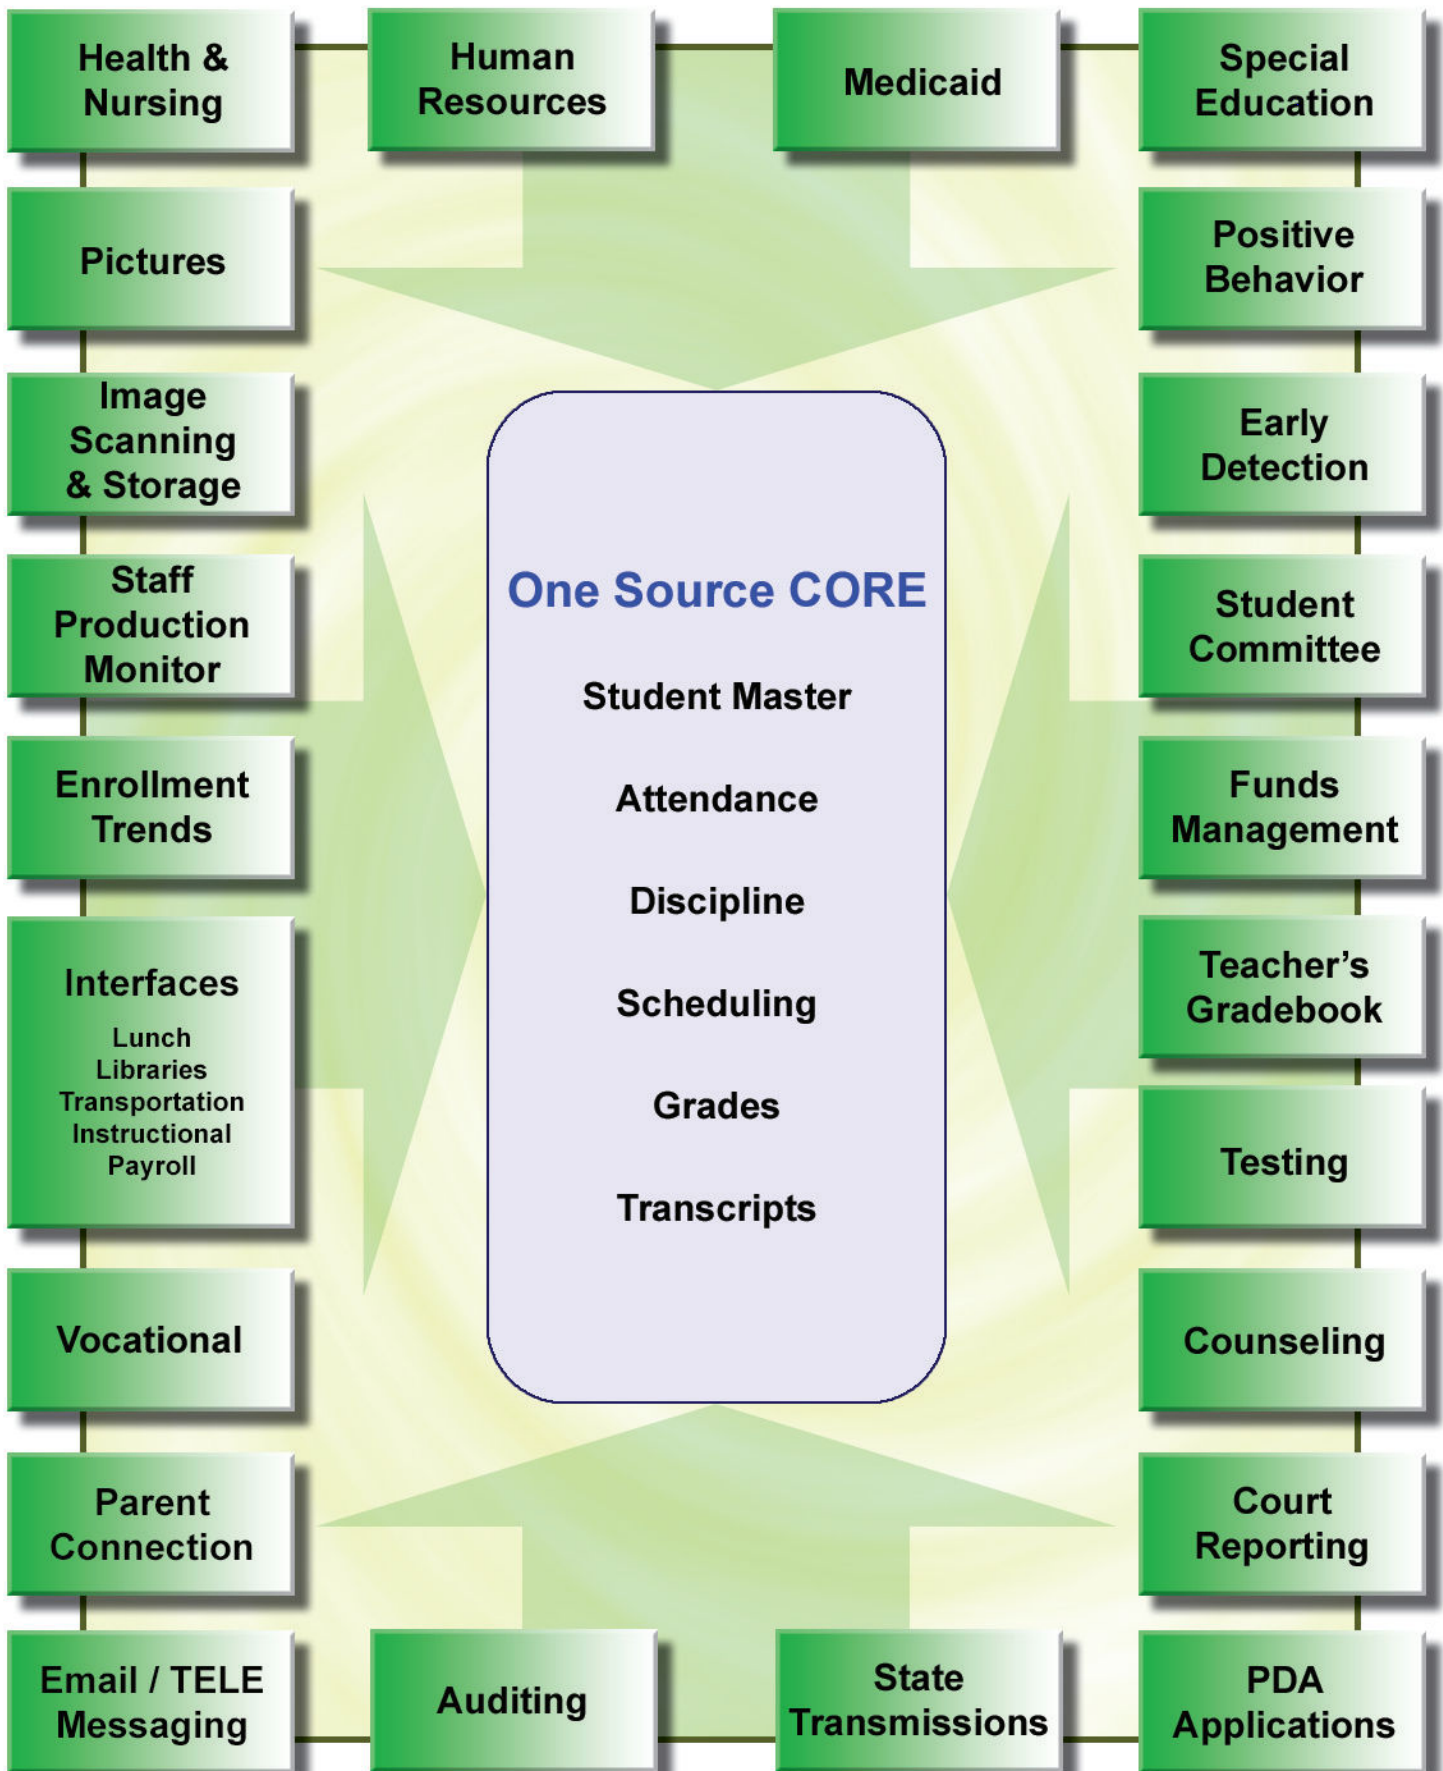 Health &
Nursing
Human
Resources
Medicaid
Special
Education
Pictures
Positive
Behavior
Image
Scanning
& Storage
Early
Detection
Staff
Production
Monitor
Student
Committee
Enrollment
Trends
Funds
Management
Interfaces
Lunch
Libraries
Transportation
Instructional
Payroll
Teacher’s
Gradebook
Testing
Vocational
Counseling
Parent
Connection
Court
Reporting
One Source CORE
Student Master
Attendance
Discipline
Scheduling
Grades
Transcripts
Email / TELE
Messaging
Auditing
State
Transmissions
PDA
Applications